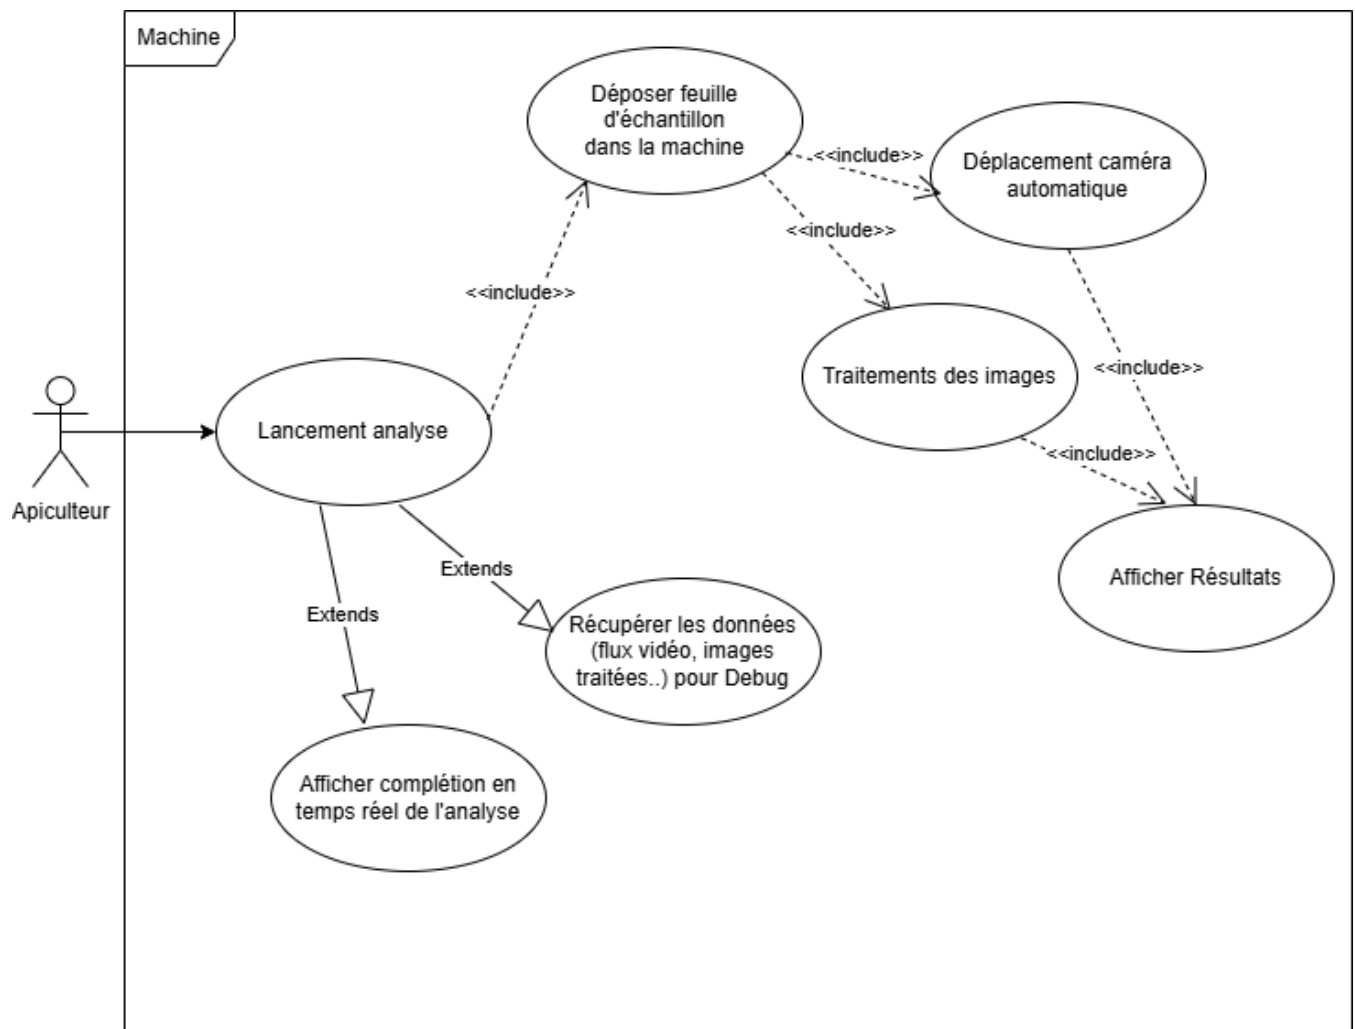 Machine
Déposer feuille
d'échantillon
dans la machine
<<include>>
Déplacement caméra
automatique
<<include>>
<<include>>
Traitements des images
<<include>>
Lancement analyse
<<include>>
Apiculteur
Afficher Résultats
Extends
Extends
Récupérer les données
(flux vidéo, images
traitées..) pour Debug
Afficher complétion en
temps réel de l'analyse